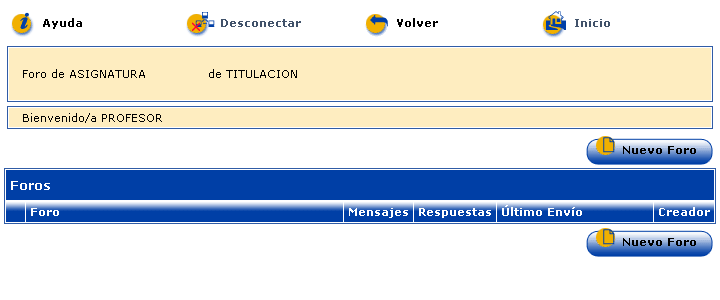 Ayuda Desconectar Volver Inicio
Foro de ASIGNATURA de TITULACION
Bienvenido/a PROFESOR
Nuevo Foro
Foros
Foro Mensajes Respuestas Último Envío Creador
Nuevo Foro